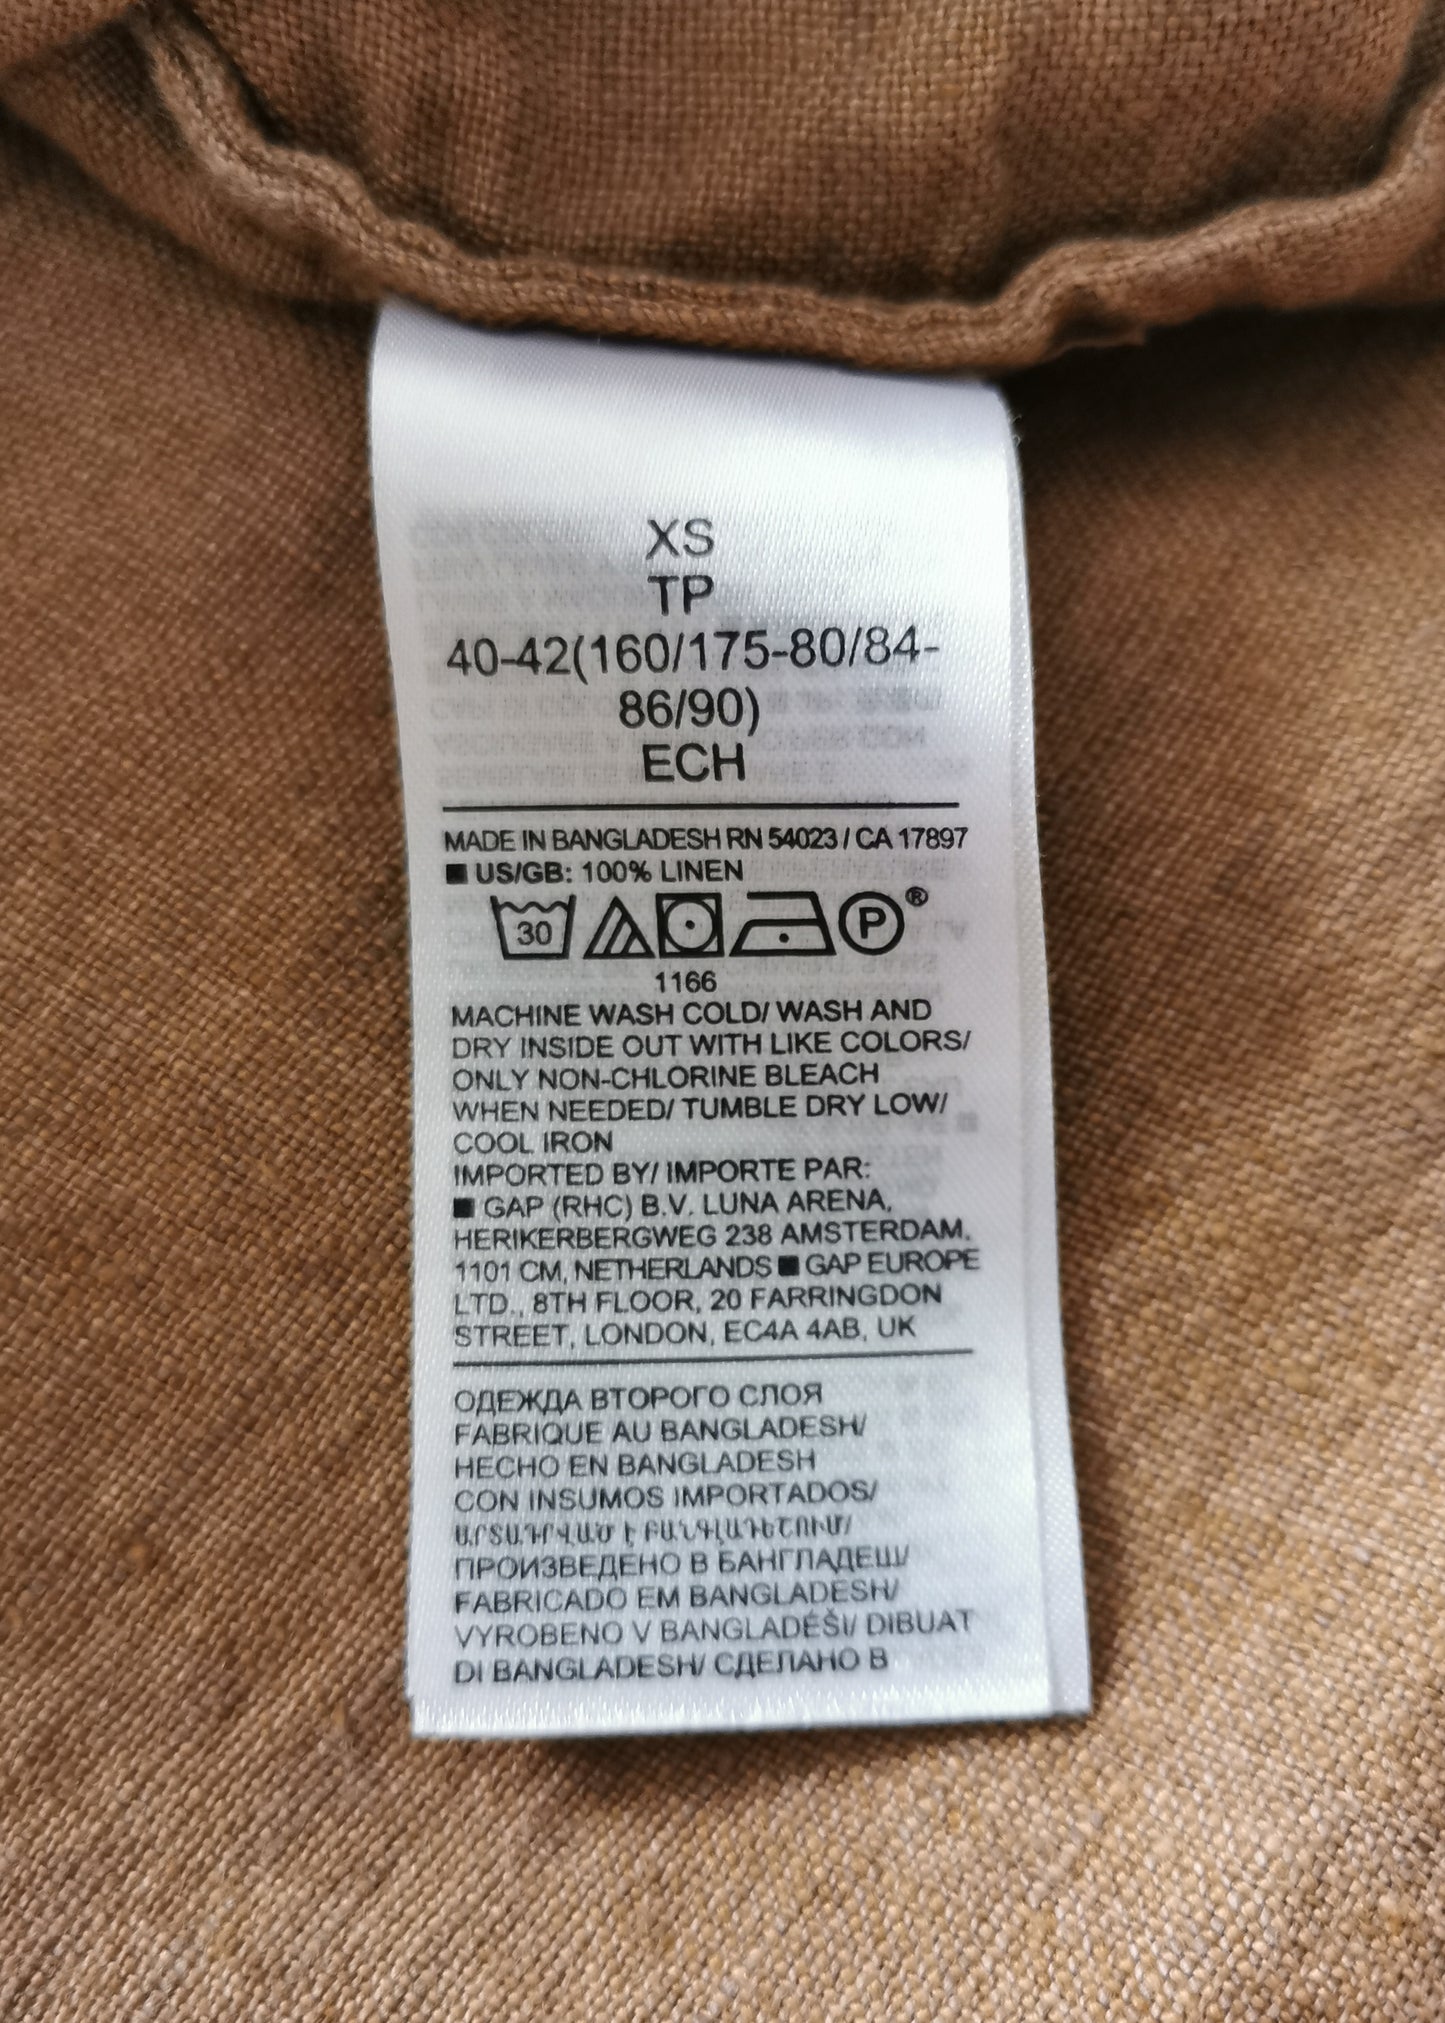 XS
TP
40-42(160/175-80/84-
86/90)
ECH
MADE IN BANGLADESH RN 54023 / CA 17897
■ US/GB: 100% LINEN
30 P ®
1166
MACHINE WASH COLD/ WASH AND
DRY INSIDE OUT WITH LIKE COLORS/
ONLY NON-CHLORINE BLEACH
WHEN NEEDED/ TUMBLE DRY LOW/
COOL IRON
IMPORTED BY/ IMPORTE PAR:
■ GAP (RHC) B.V. LUNA ARENA,
HERIKERBERGWEG 238 AMSTERDAM,
1101 CM, NETHERLANDS ■ GAP EUROPE
LTD., 8TH FLOOR, 20 FARRINGDON
STREET, LONDON, EC4A 4AB, UK
ОДЕЖДА ВТОРОГО СЛОЯ
FABRIQUE AU BANGLADESH/
HECHO EN BANGLADESH
CON INSUMOS IMPORTADOS/
ԱՐՏԱԴՐՎԱԾ Է ԲԱՆԳԼԱԴԵՇՈՒՄ/
ПРОИЗВЕДЕНО В БАНГЛАДЕШ/
FABRICADO EM BANGLADESH/
VYROBENO V BANGLADÉŠI/ DIBUAT
DI BANGLADESH/ СДЕЛАНО В